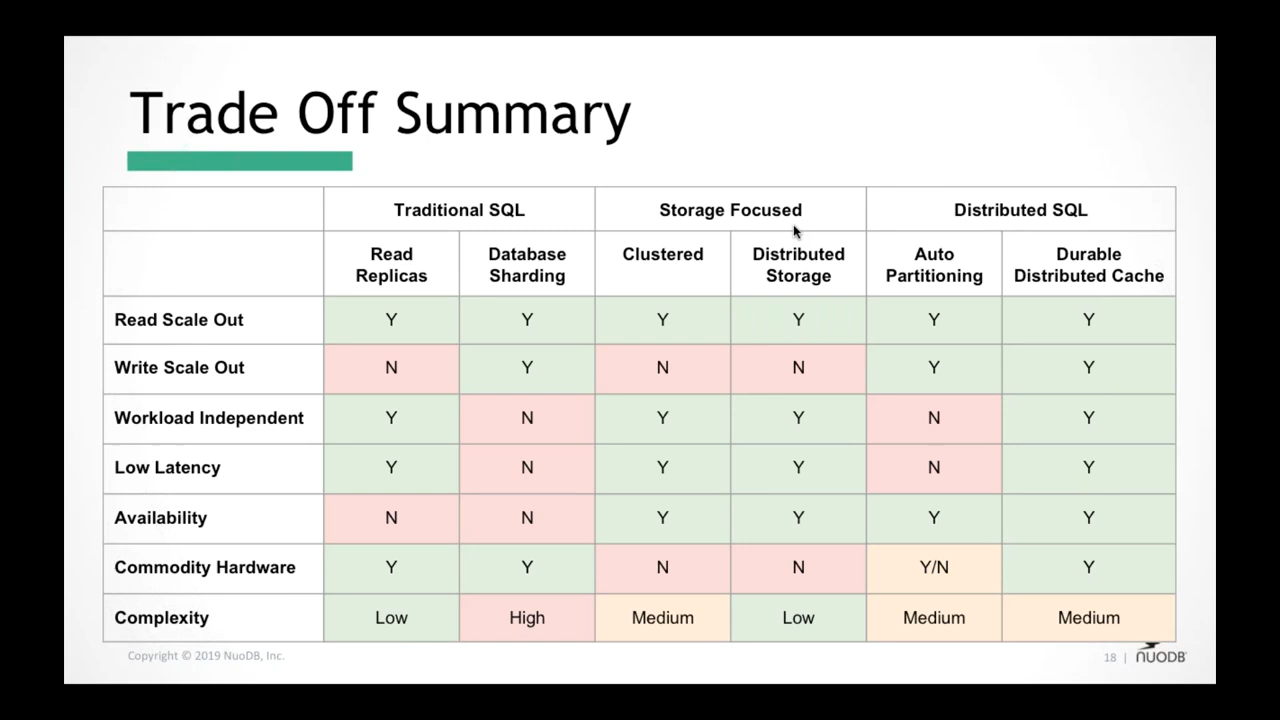 Trade Off Summary
Traditional SQL Storage Focused Distributed SQL
Read Replicas Database Sharding Clustered Distributed Storage Auto Partitioning Durable Distributed Cache
Read Scale Out Y Y Y Y Y Y
Write Scale Out N Y N N Y Y
Workload Independent Y N Y Y N Y
Low Latency Y N Y Y N Y
Availability N N Y Y Y Y
Commodity Hardware Y Y N N Y/N Y
Complexity Low High Medium Low Medium Medium
Copyright © 2019 NuoDB, Inc. 18 | NUODB